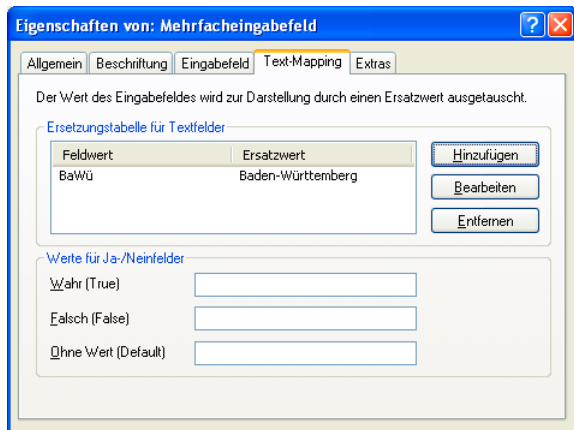 Eigenschaften von: Mehrfacheingabefeld
Allgemein Beschriftung Eingabefeld Text-Mapping Extras
Der Wert des Eingabefeldes wird zur Darstellung durch einen Ersatzwert ausgetauscht.
Ersetzungstabelle für Textfelder
Feldwert Ersatzwert
BaWü Baden-Württemberg
Hinzufügen
Bearbeiten
Entfernen
Werte für Ja-/Neinfelder
Wahr (True)
Falsch (False)
Ohne Wert (Default)